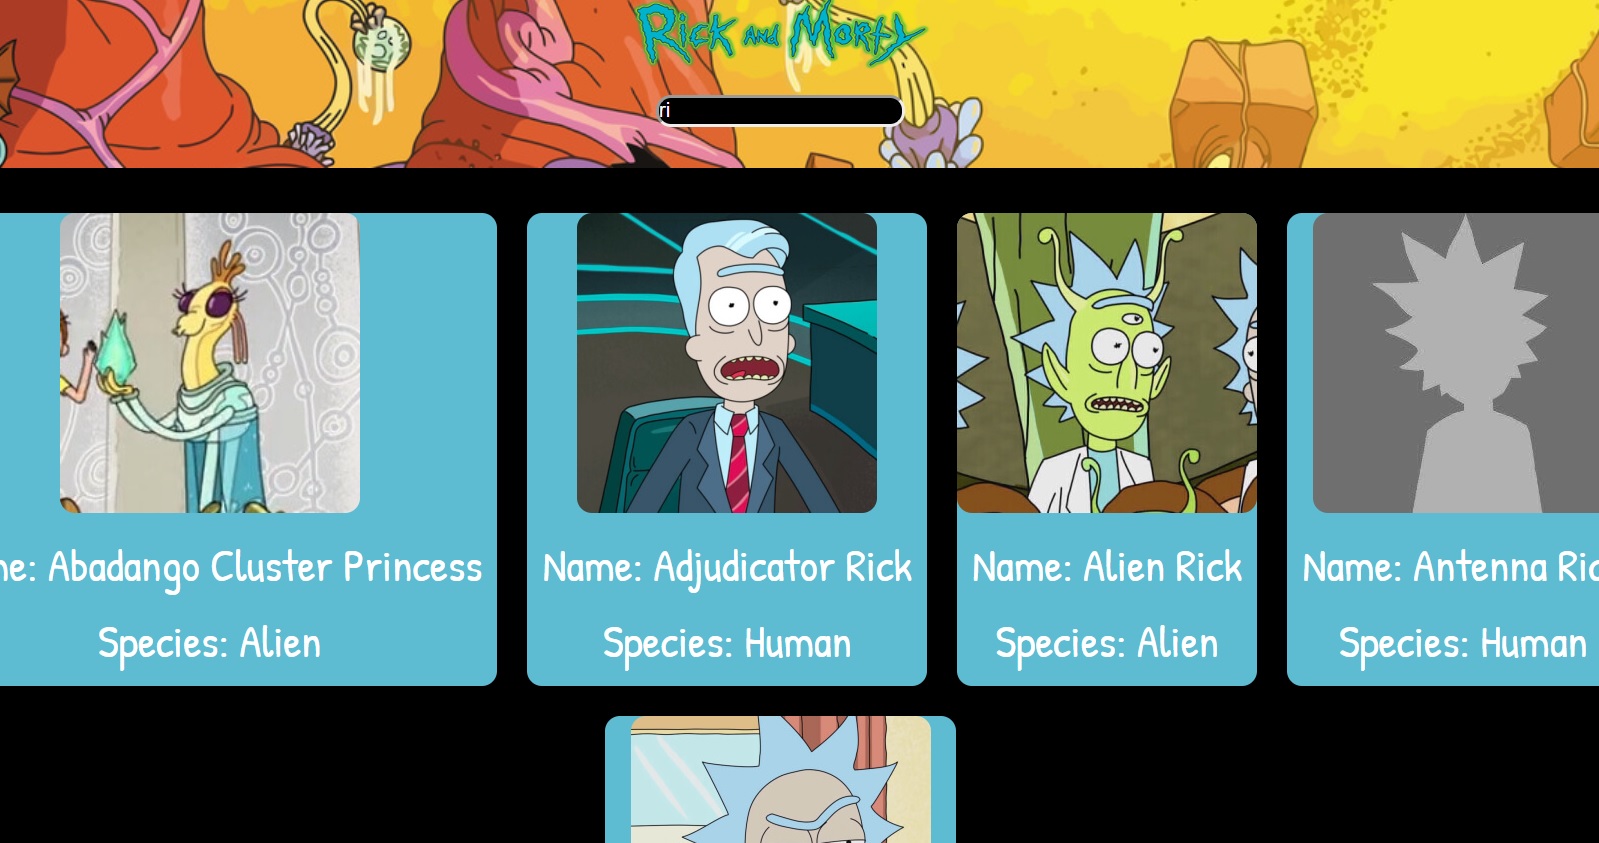 Rick and Morty
ri
me: Abadango Cluster Princess
Species: Alien
Name: Adjudicator Rick
Species: Human
Name: Alien Rick
Species: Alien
Name: Antenna Ric
Species: Human